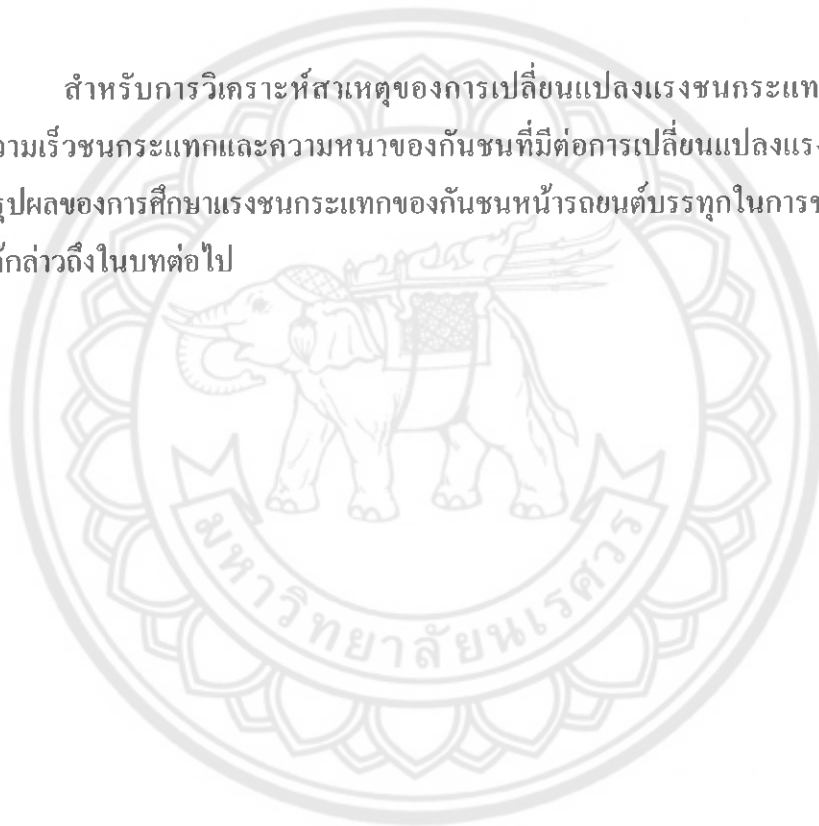 สำหรับการวิเคราะห์สาเหตุของการเปลี่ยนแปลงแรงชนกระแท
วามเร็วชนกระแทกและความหนาของกันชนที่มีต่อการเปลี่ยนแปลงแรง
รุปผลของการศึกษาแรงชนกระแทกของกันชนหน้ารถยนต์บรรทุกในการช
กล่าวถึงในบทต่อไป
มหาวิทยาลัยนเรศวร